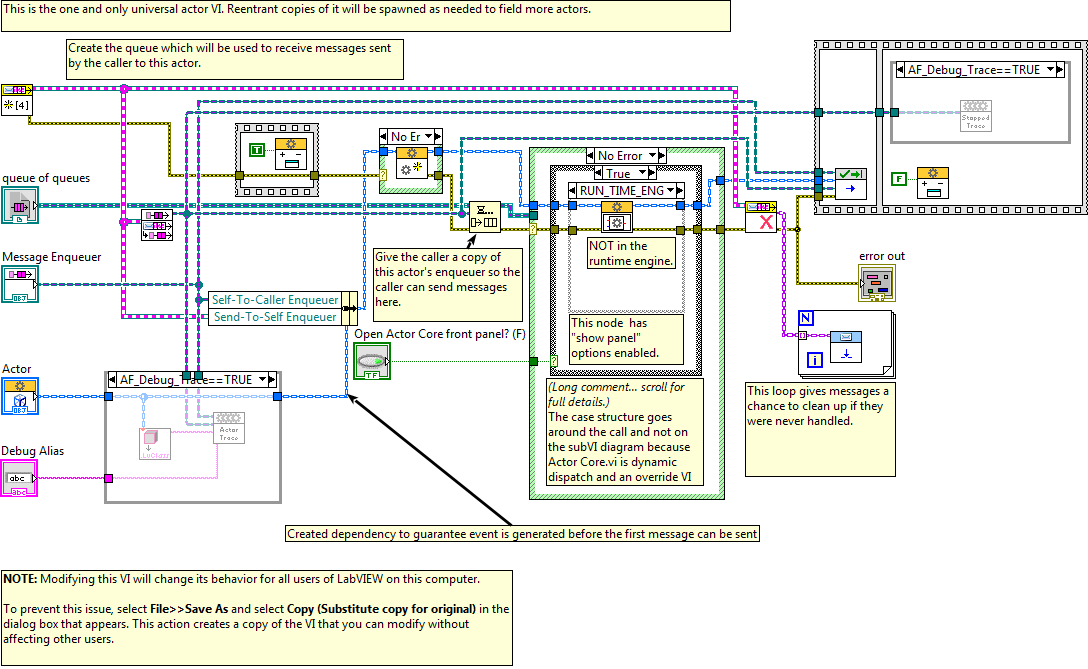 This is the one and only universal actor VI. Reentrant copies of it will be spawned as needed to field more actors.
Create the queue which will be used to receive messages sent
by the caller to this actor.
AF_Debug_Trace==TRUE
Stopped
Trace
[4]
T
No Er
No Error
True
RUN_TIME_ENG
F
queue of queues
NOT in the
runtime engine.
Message Enqueuer
OBJ
Give the caller a copy of
this actor's enqueuer so the
caller can send messages
here.
error out
Self-To-Caller Enqueuer
Send-To-Self Enqueuer
Open Actor Core front panel? (F)
TF
This node has
"show panel"
options enabled.
N
i
Actor
OBJ
AF_Debug_Trace==TRUE
Actor
Trace
(Long comment... scroll for
full details.)
The case structure goes
around the call and not on
the subVI diagram because
Actor Core.vi is dynamic
dispatch and an override VI
This loop gives messages a
chance to clean up if they
were never handled.
Debug Alias
abc
abc
Created dependency to guarantee event is generated before the first message can be sent
NOTE: Modifying this VI will change its behavior for all users of LabVIEW on this computer.
To prevent this issue, select File>>Save As and select Copy (Substitute copy for original) in the
dialog box that appears. This action creates a copy of the VI that you can modify without
affecting other users.